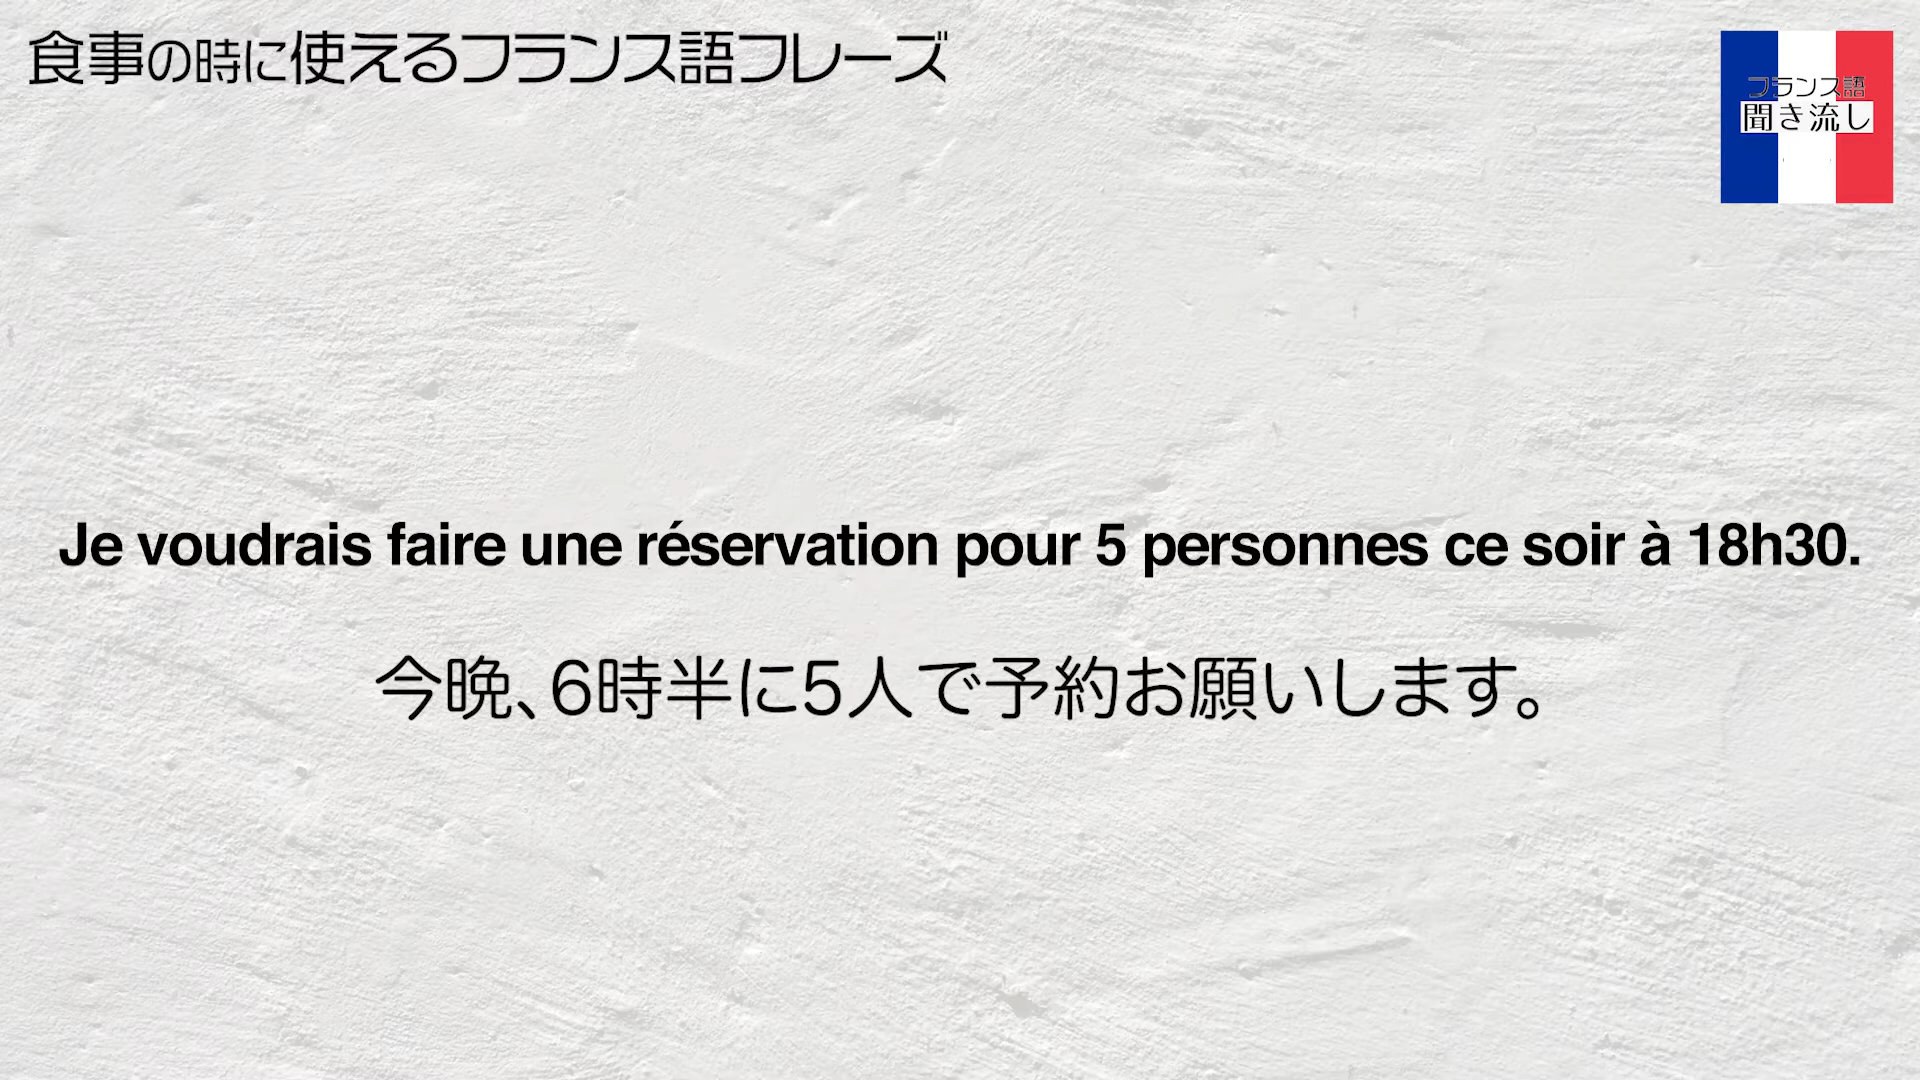 食事の時に使えるフランス語フレーズ
フランス語
聞き流し
Je voudrais faire une réservation pour 5 personnes ce soir à 18h30.
今晩、6時半に5人で予約お願いします。